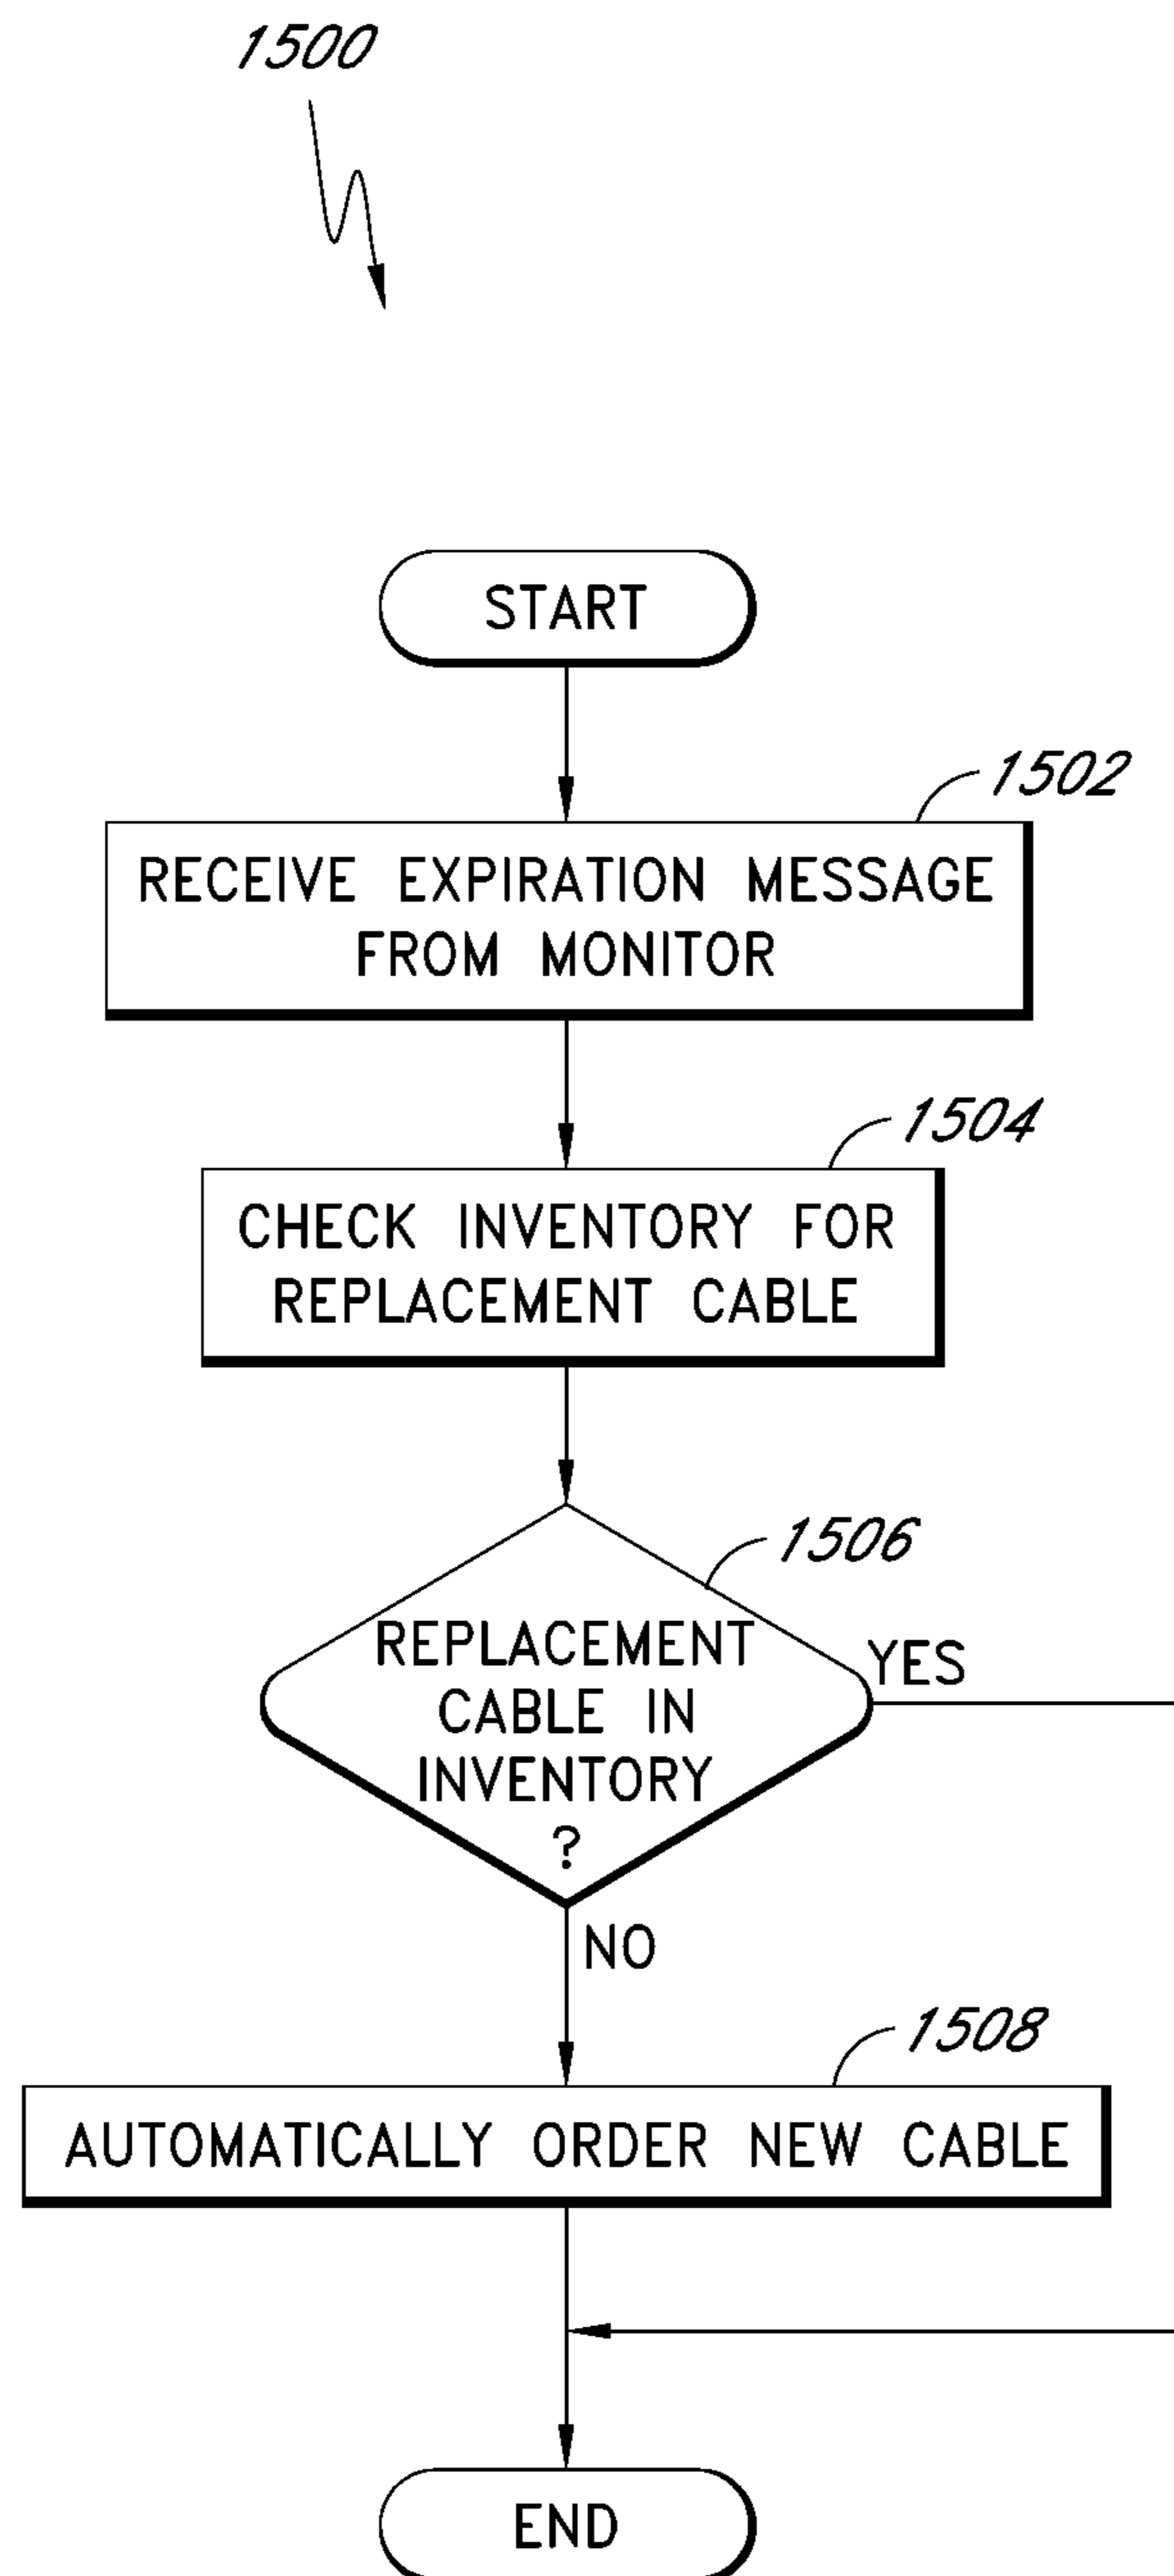 1500
START
1502
RECEIVE EXPIRATION MESSAGE
FROM MONITOR
1504
CHECK INVENTORY FOR
REPLACEMENT CABLE
1506
REPLACEMENT
CABLE IN
INVENTORY
?
YES
NO
1508
AUTOMATICALLY ORDER NEW CABLE
END